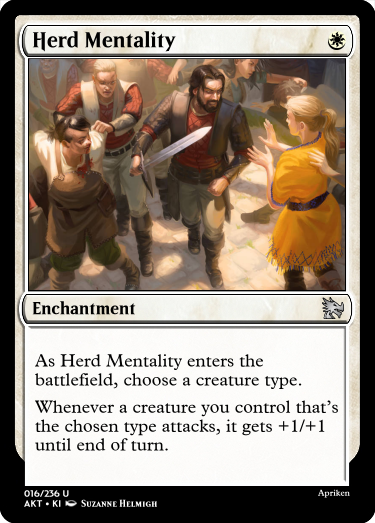 Herd Mentality
Enchantment
As Herd Mentality enters the
battlefield, choose a creature type.
Whenever a creature you control that's
the chosen type attacks, it gets +1/+1
until end of turn.
016/236 U
Apriken
AKT • KI SUZANNE HELMIGH